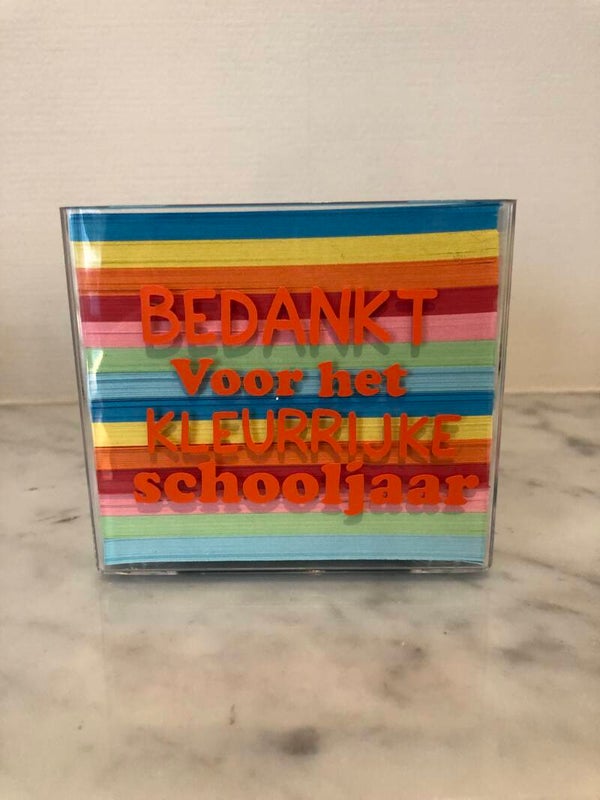 BEDANKT
Voor het
KLEURRIJKE
schooljaar